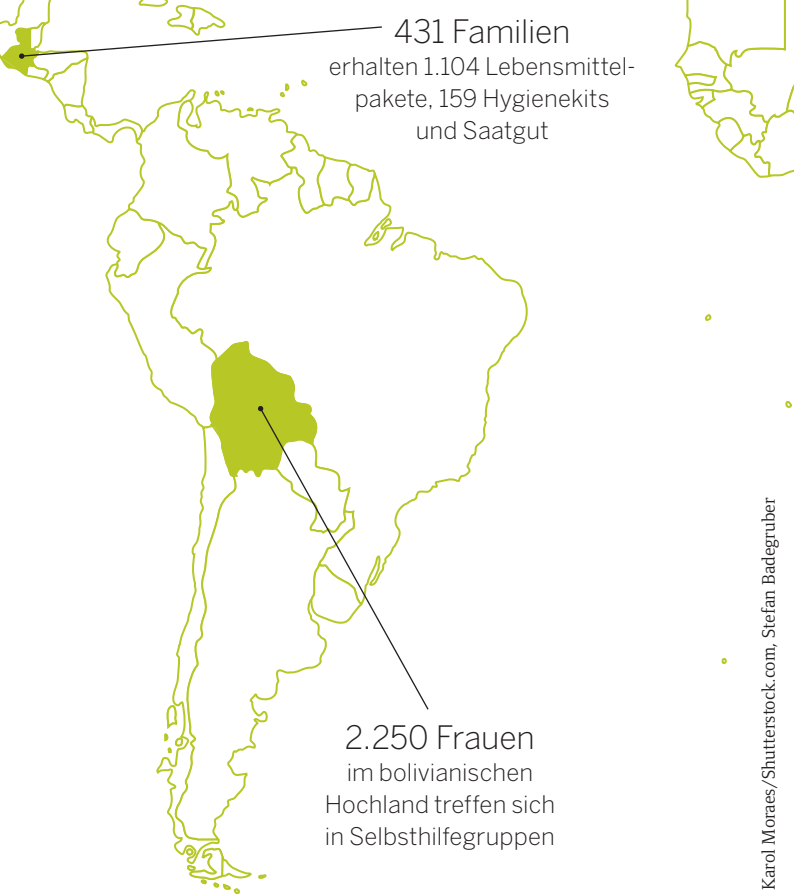 431 Familien
erhalten 1.104 Lebensmittel-
pakete, 159 Hygienekits
und Saatgut
2.250 Frauen
im bolivianischen
Hochland treffen sich
in Selbsthilfegruppen
Karol Moraes/Shutterstock.com, Stefan Badegruber